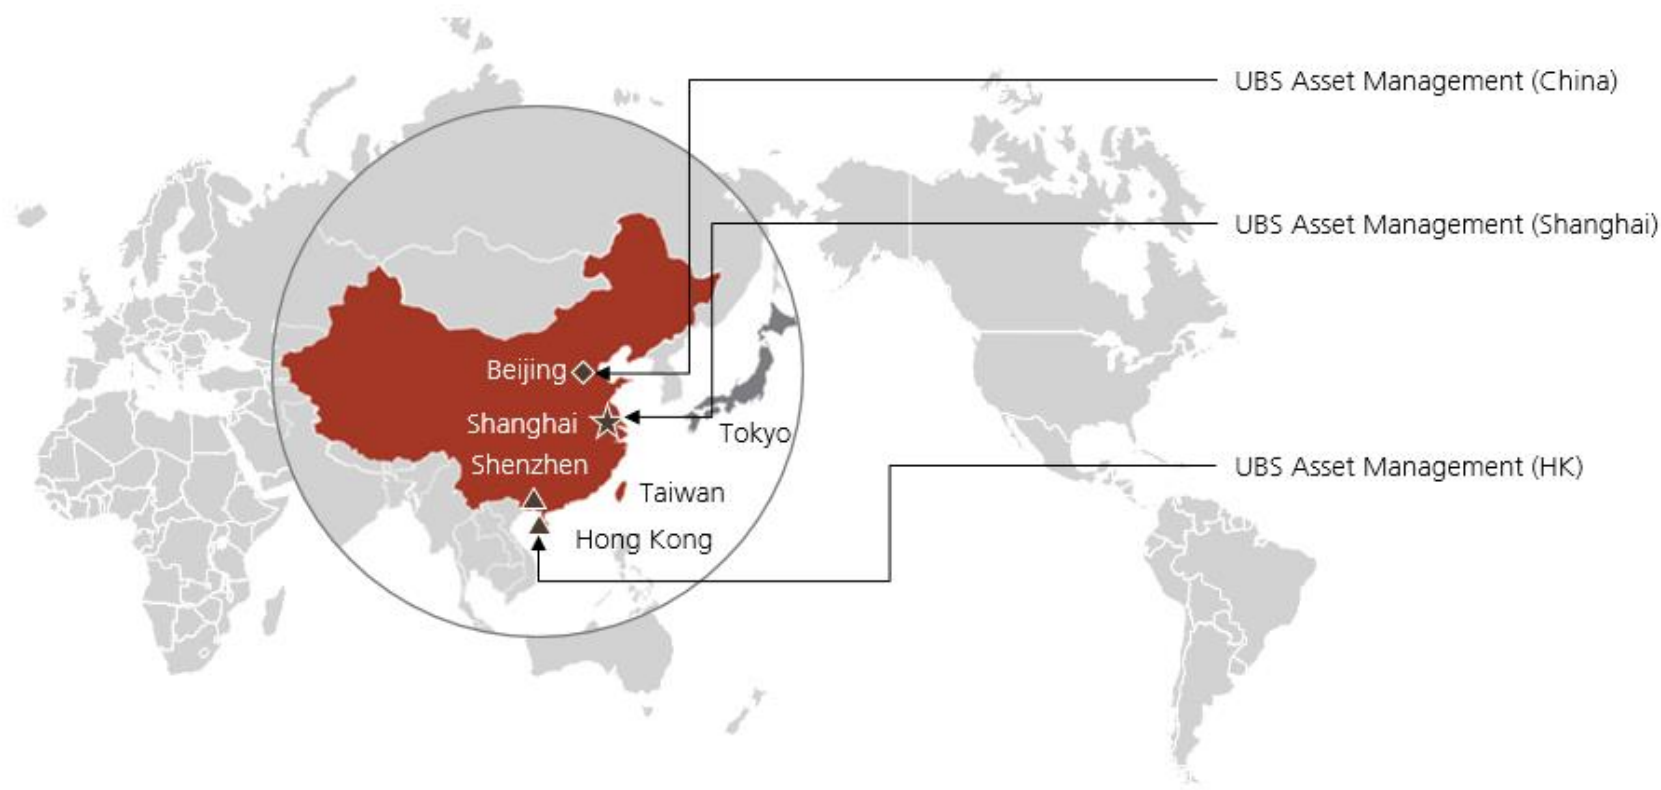 UBS Asset Management (China)
UBS Asset Management (Shanghai)
Beijing
Shanghai
Tokyo
Shenzhen
UBS Asset Management (HK)
Taiwan
Hong Kong